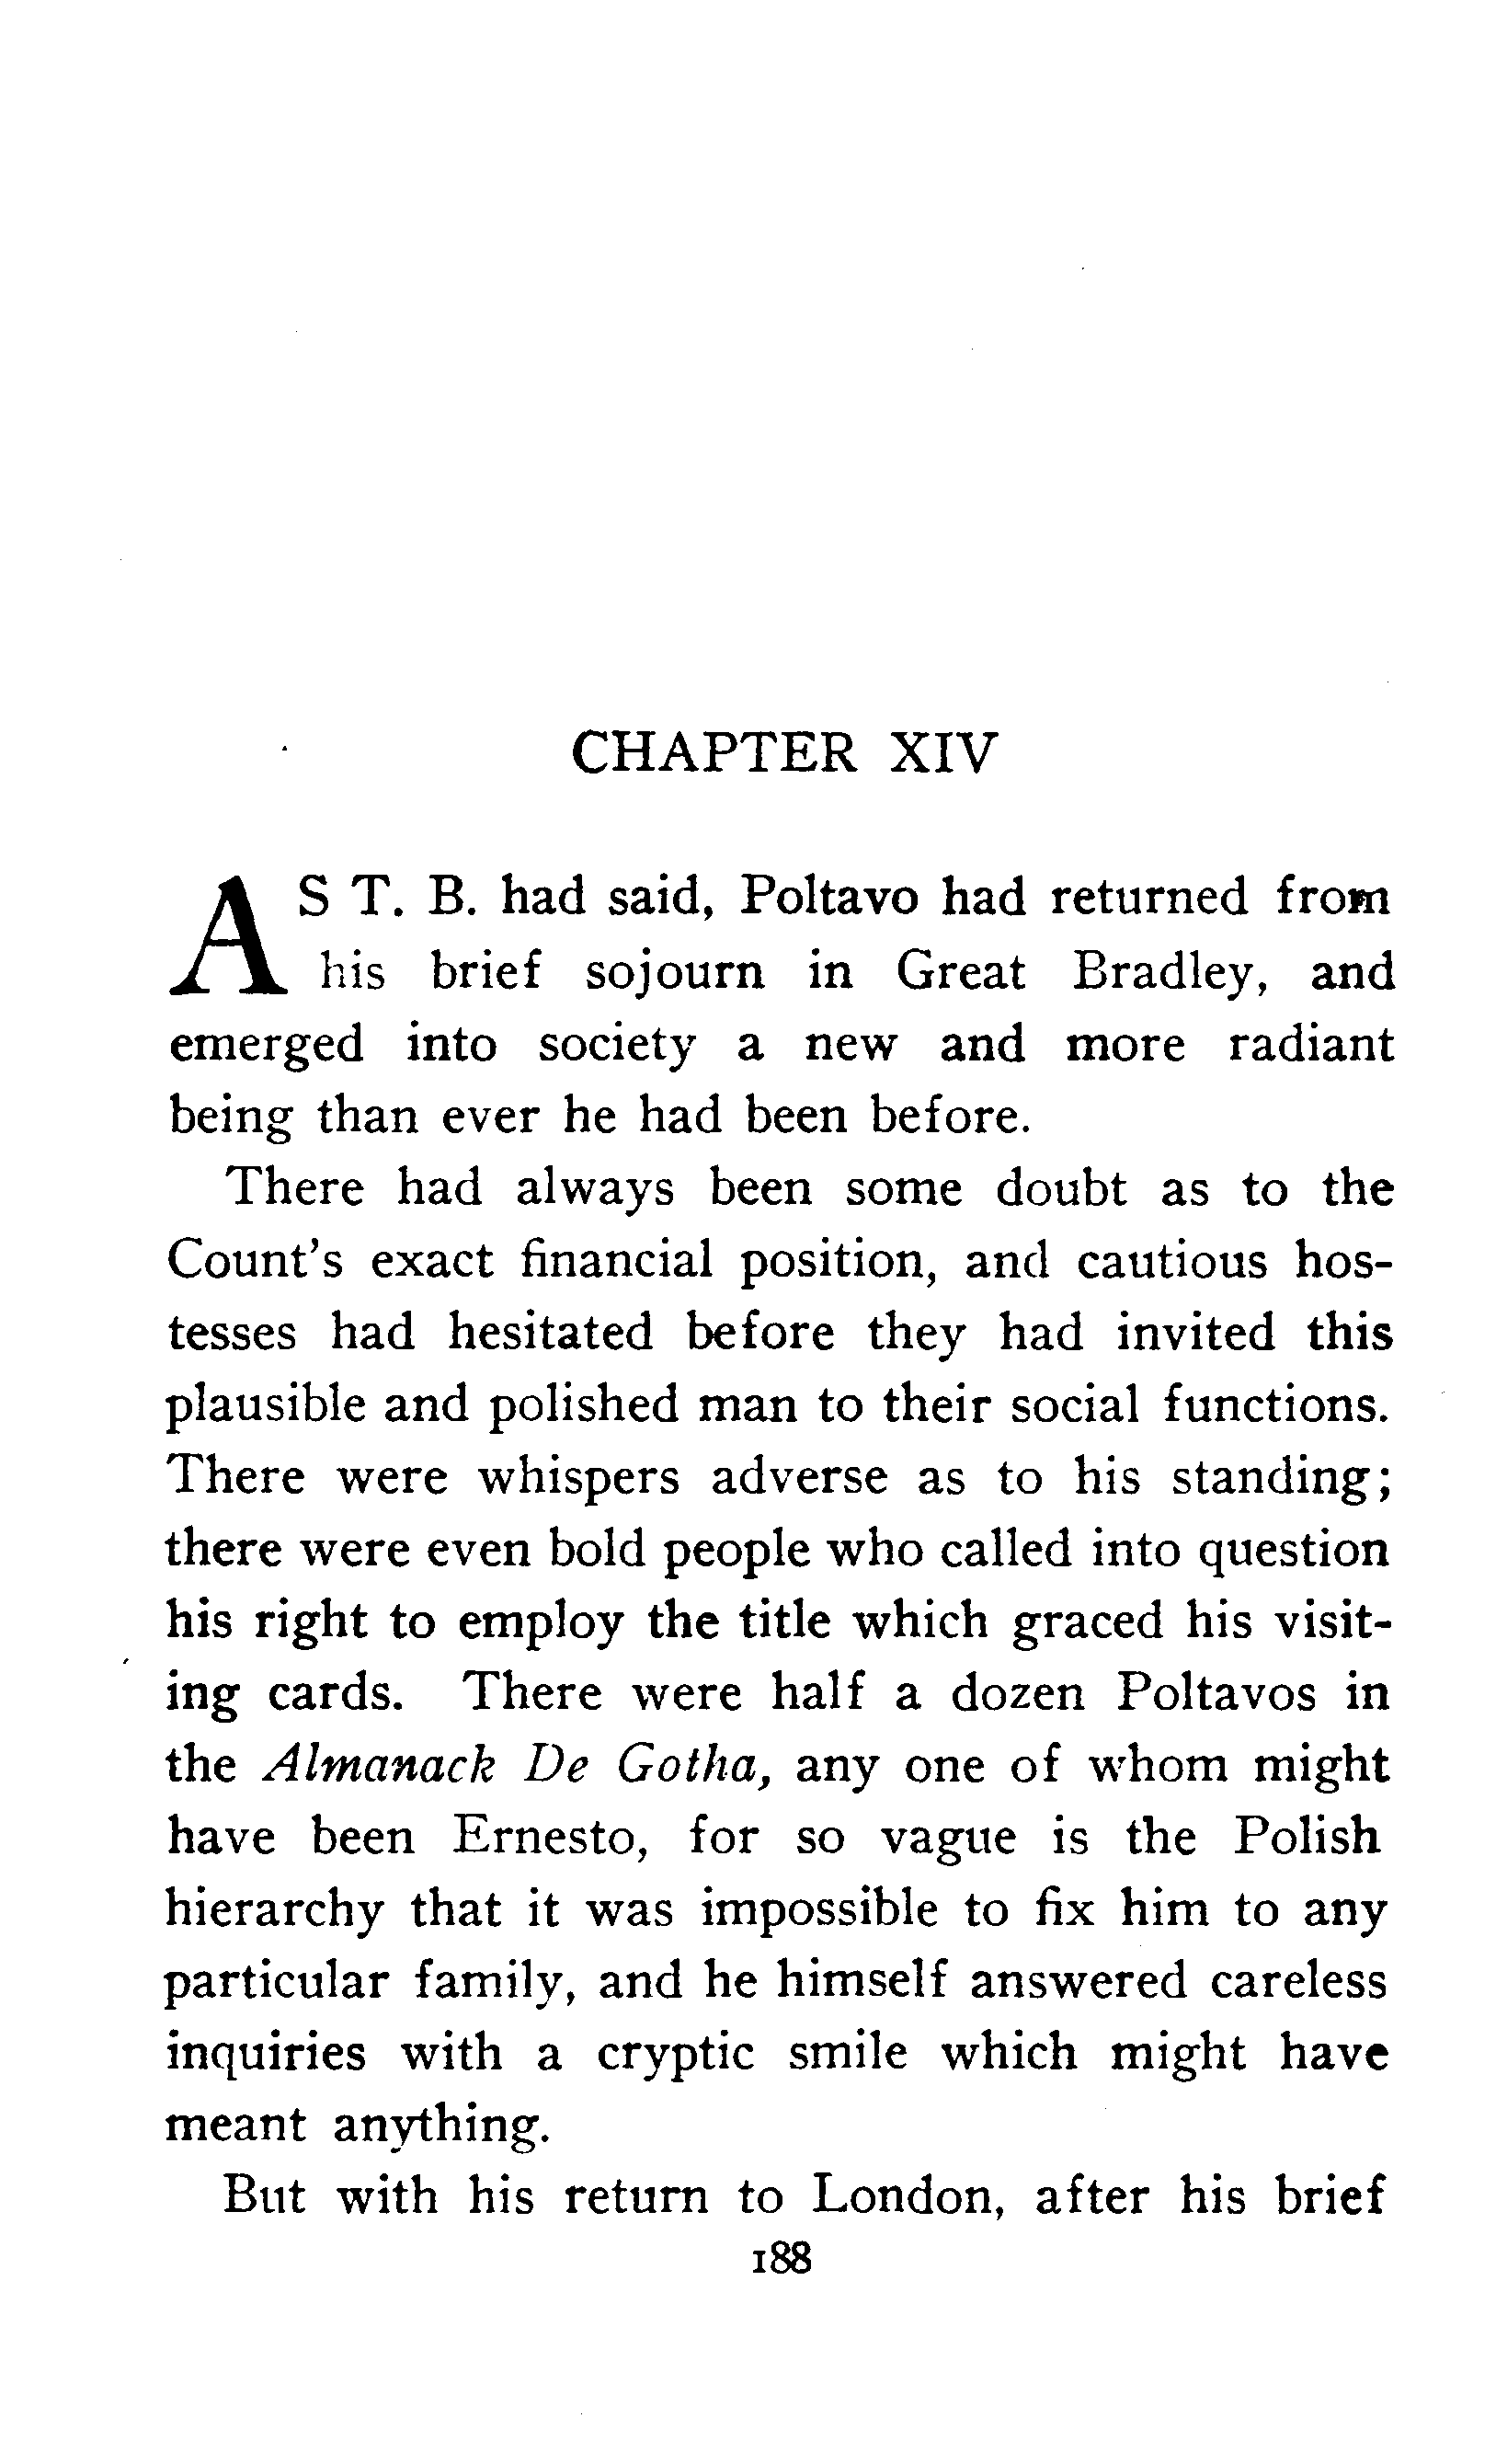 CHAPTER XIV
AS T. B. had said, Poltavo had returned from
his brief sojourn in Great Bradley, and
emerged into society a new and more radiant
being than ever he had been before.
There had always been some doubt as to the
Count's exact financial position, and cautious hos-
tesses had hesitated before they had invited this
plausible and polished man to their social functions.
There were whispers adverse as to his standing;
there were even bold people who called into question
his right to employ the title which graced his visit-
ing cards. There were half a dozen Poltavos in
the Almanack De Gotha, any one of whom might
have been Ernesto, for so vague is the Polish
hierarchy that it was impossible to fix him to any
particular family, and he himself answered careless
inquiries with a cryptic smile which might have
meant anything.
But with his return to London, after his brief
188